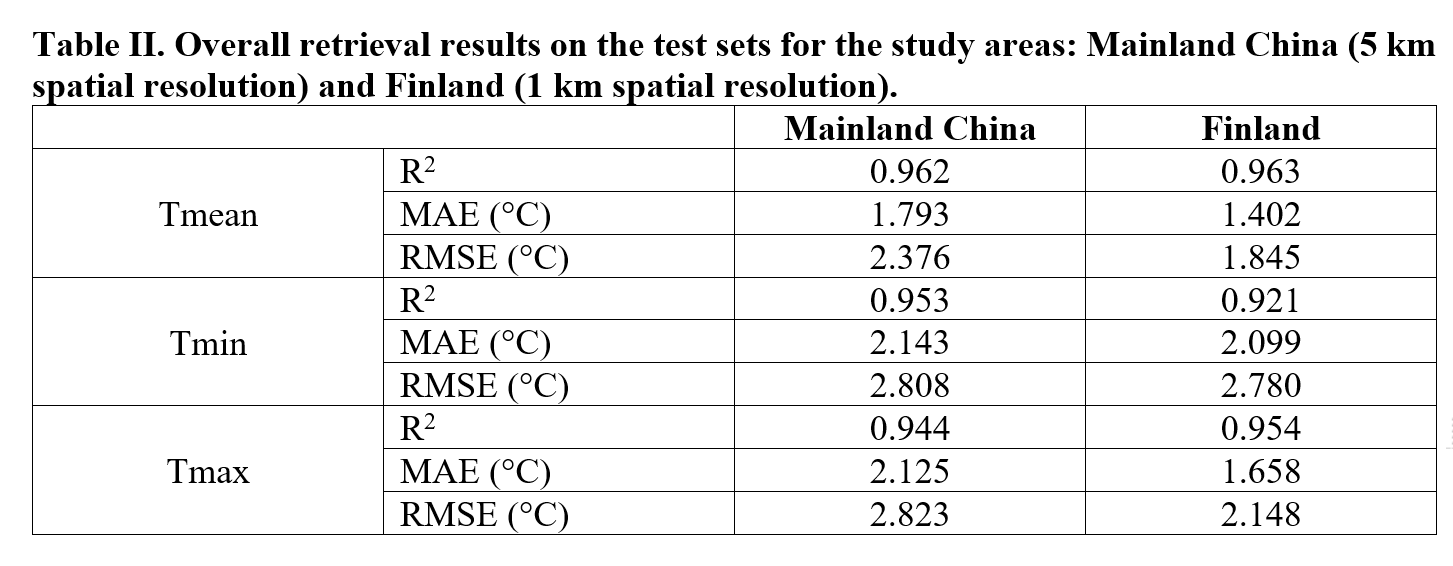 Table II. Overall retrieval results on the test sets for the study areas: Mainland China (5 km
spatial resolution) and Finland (1 km spatial resolution).
Mainland China Finland
Tmean
R² 0.962 0.963
MAE (°C) 1.793 1.402
RMSE (°C) 2.376 1.845
Tmin
R² 0.953 0.921
MAE (°C) 2.143 2.099
RMSE (°C) 2.808 2.780
Tmax
R² 0.944 0.954
MAE (°C) 2.125 1.658
RMSE (°C) 2.823 2.148